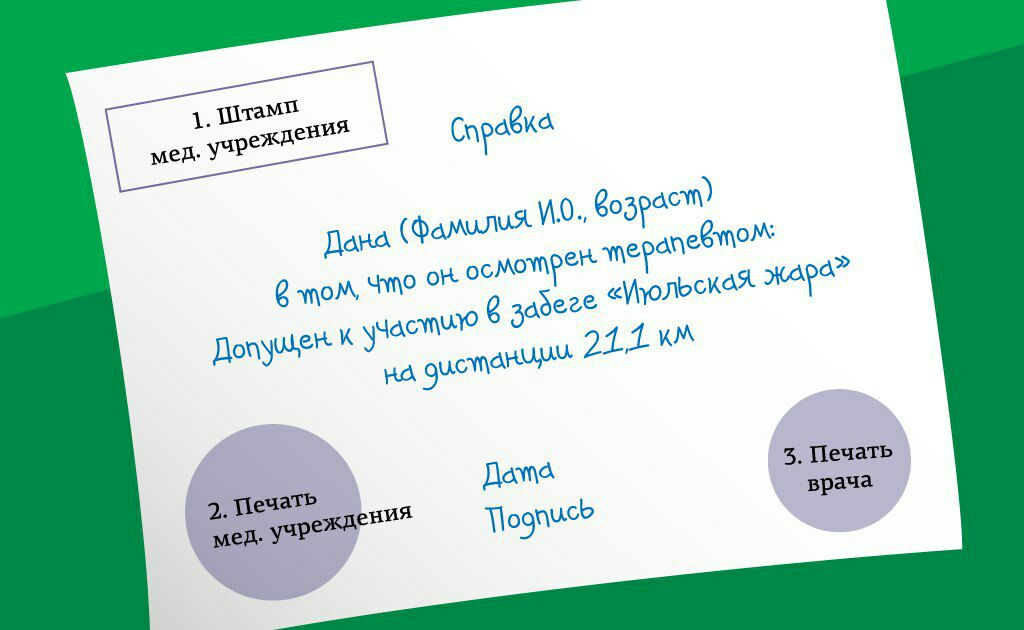 1. Штамп
мед. учреждения
Справка
Дана (Фамилия И.О., возраст)
в том, что он осмотрен терапевтом:
Допущен к участию в забеге «Июльская жара»
на дистанции 21,1 км
2. Печать
мед. учреждения
Дата
Подпись
3. Печать
врача